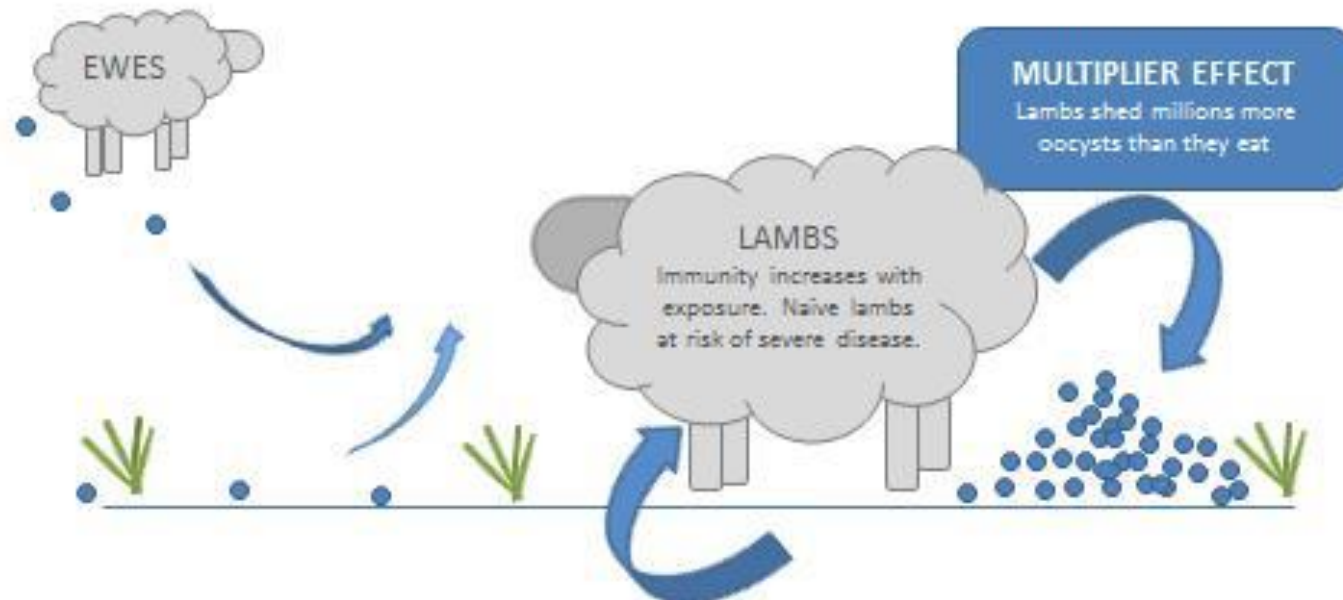 EWES
MULTIPLIER EFFECT
Lambs shed millions more
oocysts than they eat
LAMBS
Immunity increases with
exposure. Naïve lambs
at risk of severe disease.